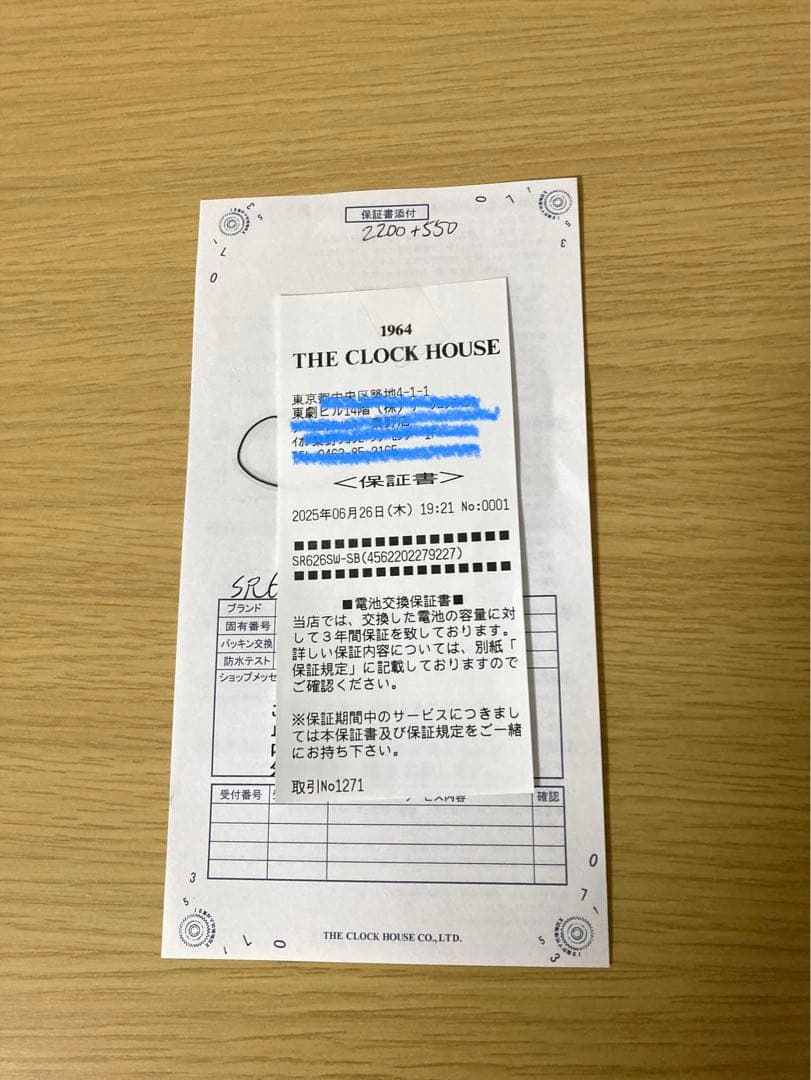 保証書添付
2200+550
1964
THE CLOCK HOUSE
東京都中央区築地4-1-1
東劇ビル14階(株)
<保証書>
2025年06月26日(木) 19:21 No:0001
■■■■■■■■■■■■■■■■
SR626SW-SB(4562202279227)
■■■■■■■■■■■■■■■■
■電池交換保証書■
当店では、交換した電池の容量に対
して3年間保証を致しております。
詳しい保証内容については、別紙「
保証規定」に記載しておりますので
ご確認ください。
※保証期間中のサービスにつきまし
ては本保証書及び保証規定をご一緒
にお持ち下さい。
取引No1271
SR6
ブランド
固有番号
パッキン交換
防水テスト
ショップメッセ
受付番号
確認
THE CLOCK HOUSE CO., LTD.